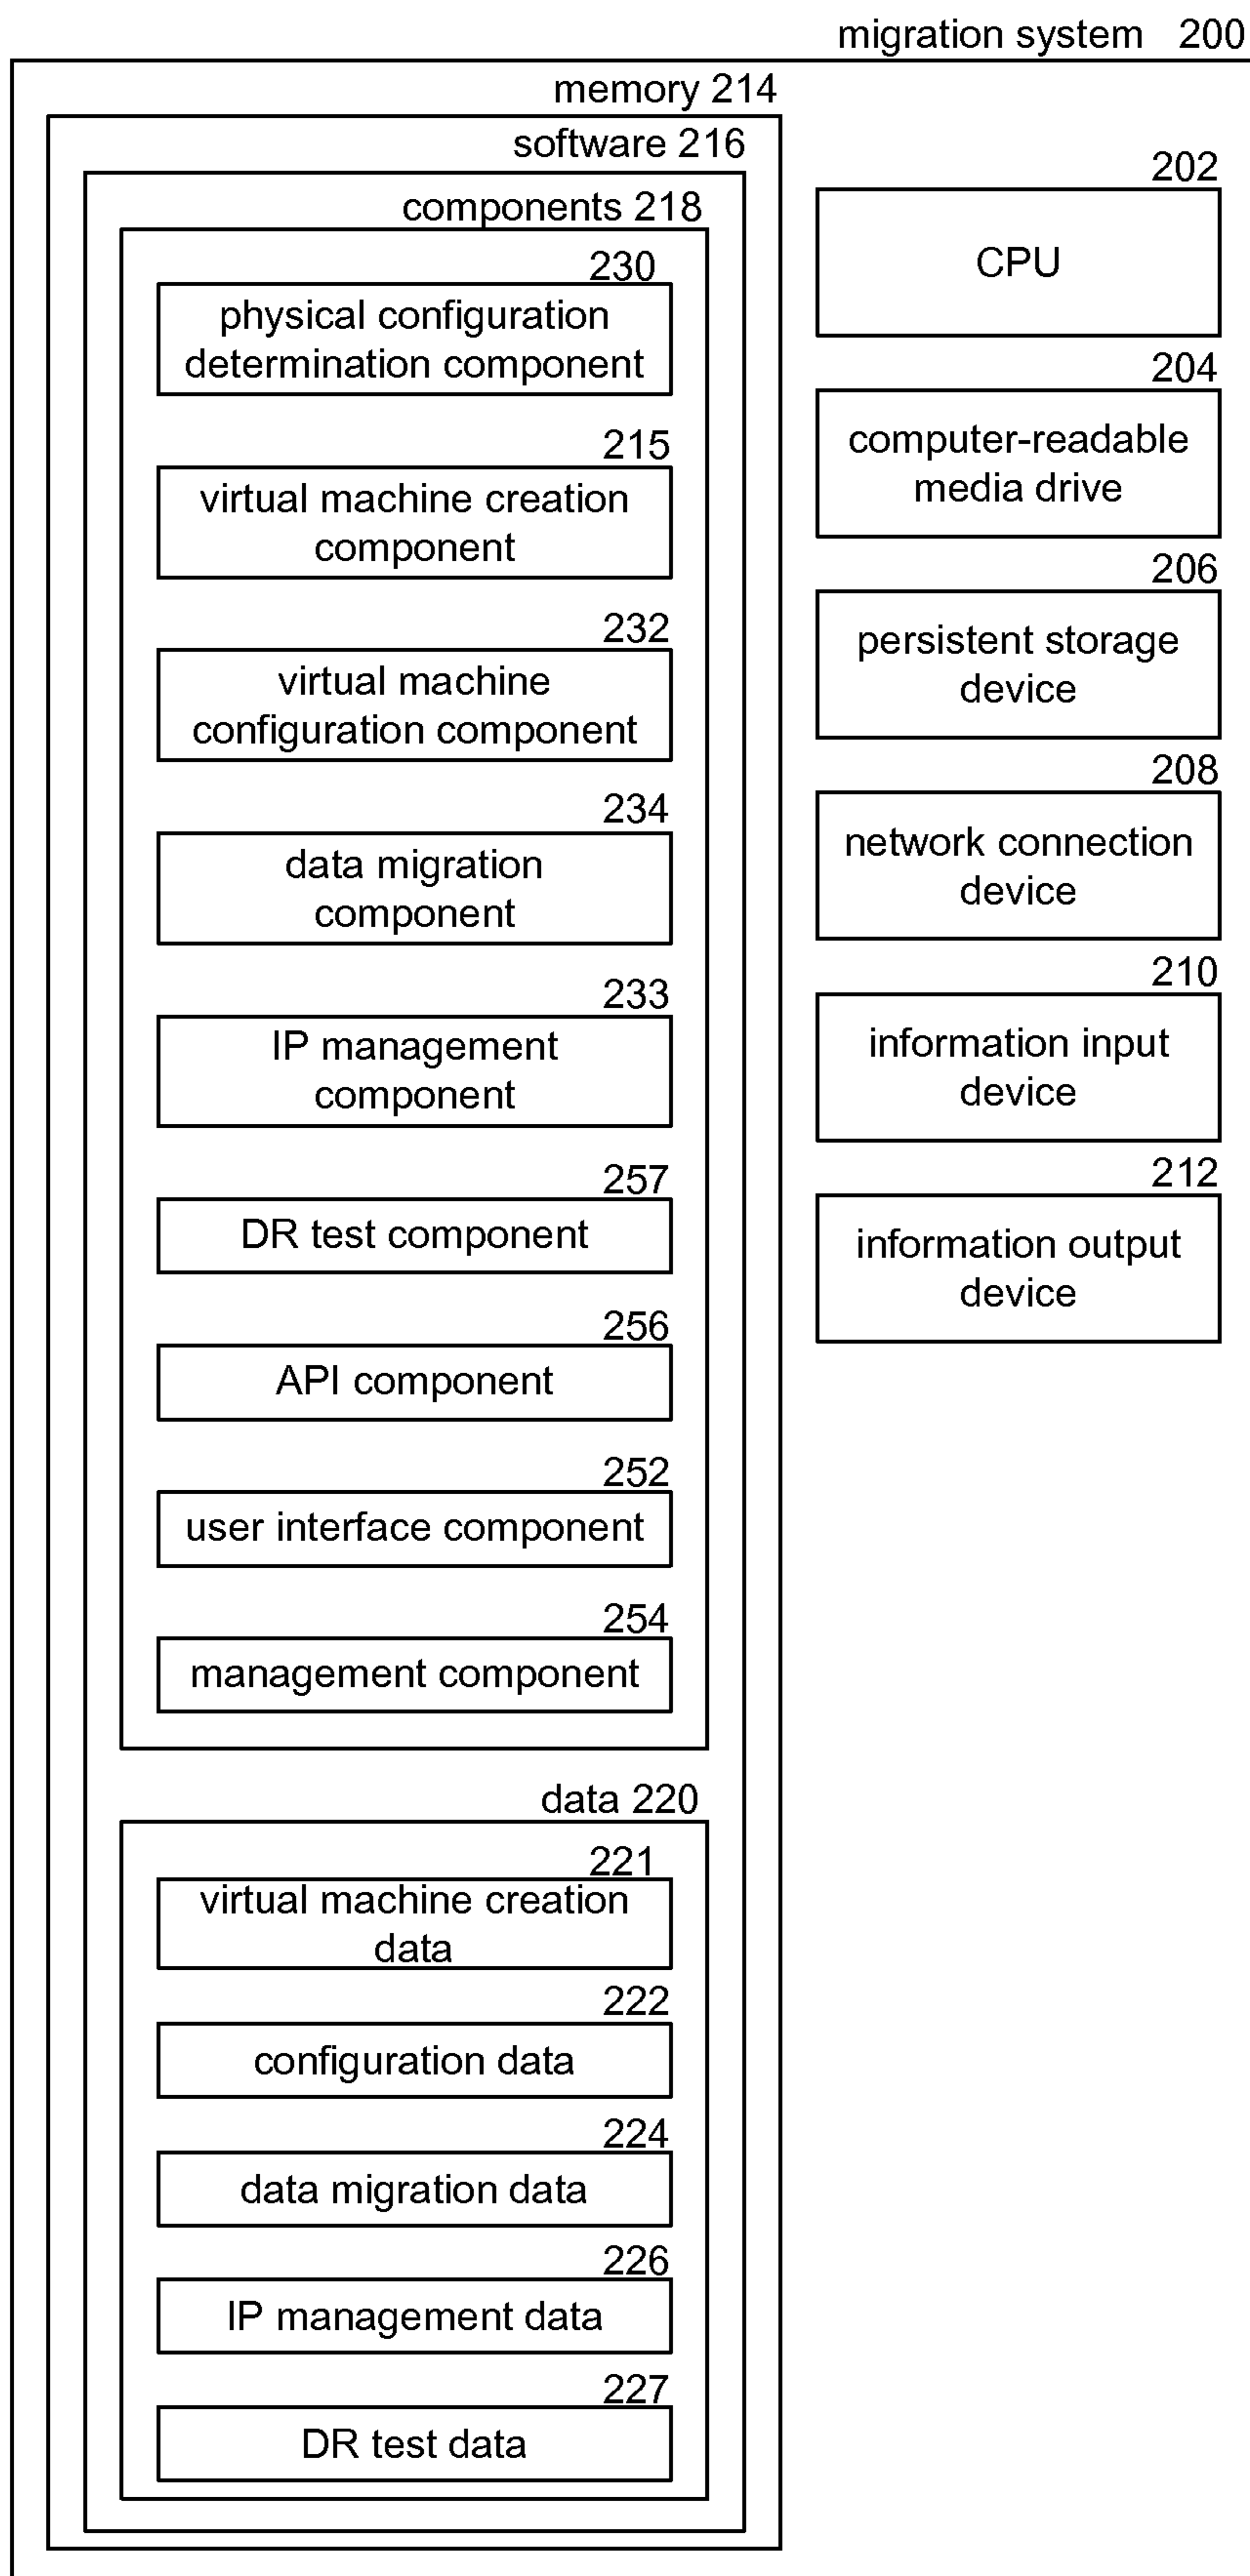 migration system 200
memory 214
software 216
components 218
230
physical configuration
determination component
215
virtual machine creation
component
232
virtual machine
configuration component
234
data migration
component
233
IP management
component
257
DR test component
256
API component
252
user interface component
254
management component
data 220
221
virtual machine creation
data
222
configuration data
224
data migration data
226
IP management data
227
DR test data
202
CPU
204
computer-readable
media drive
206
persistent storage
device
208
network connection
device
210
information input
device
212
information output
device